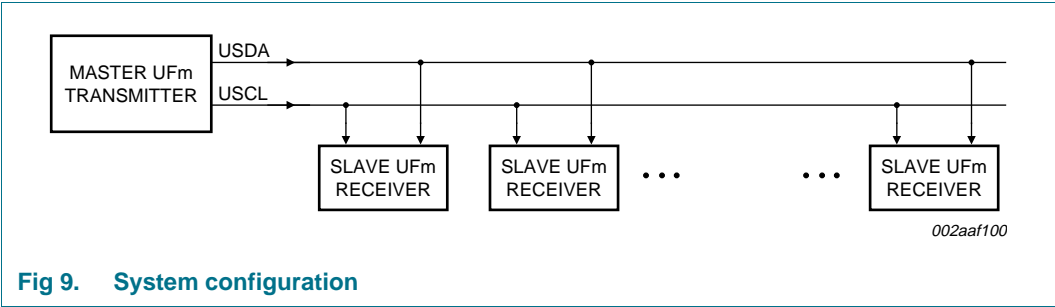 USDA
MASTER UFm
TRANSMITTER
USCL
SLAVE UFm
RECEIVER
SLAVE UFm
RECEIVER
SLAVE UFm
RECEIVER
002aaf100
Fig 9. System configuration